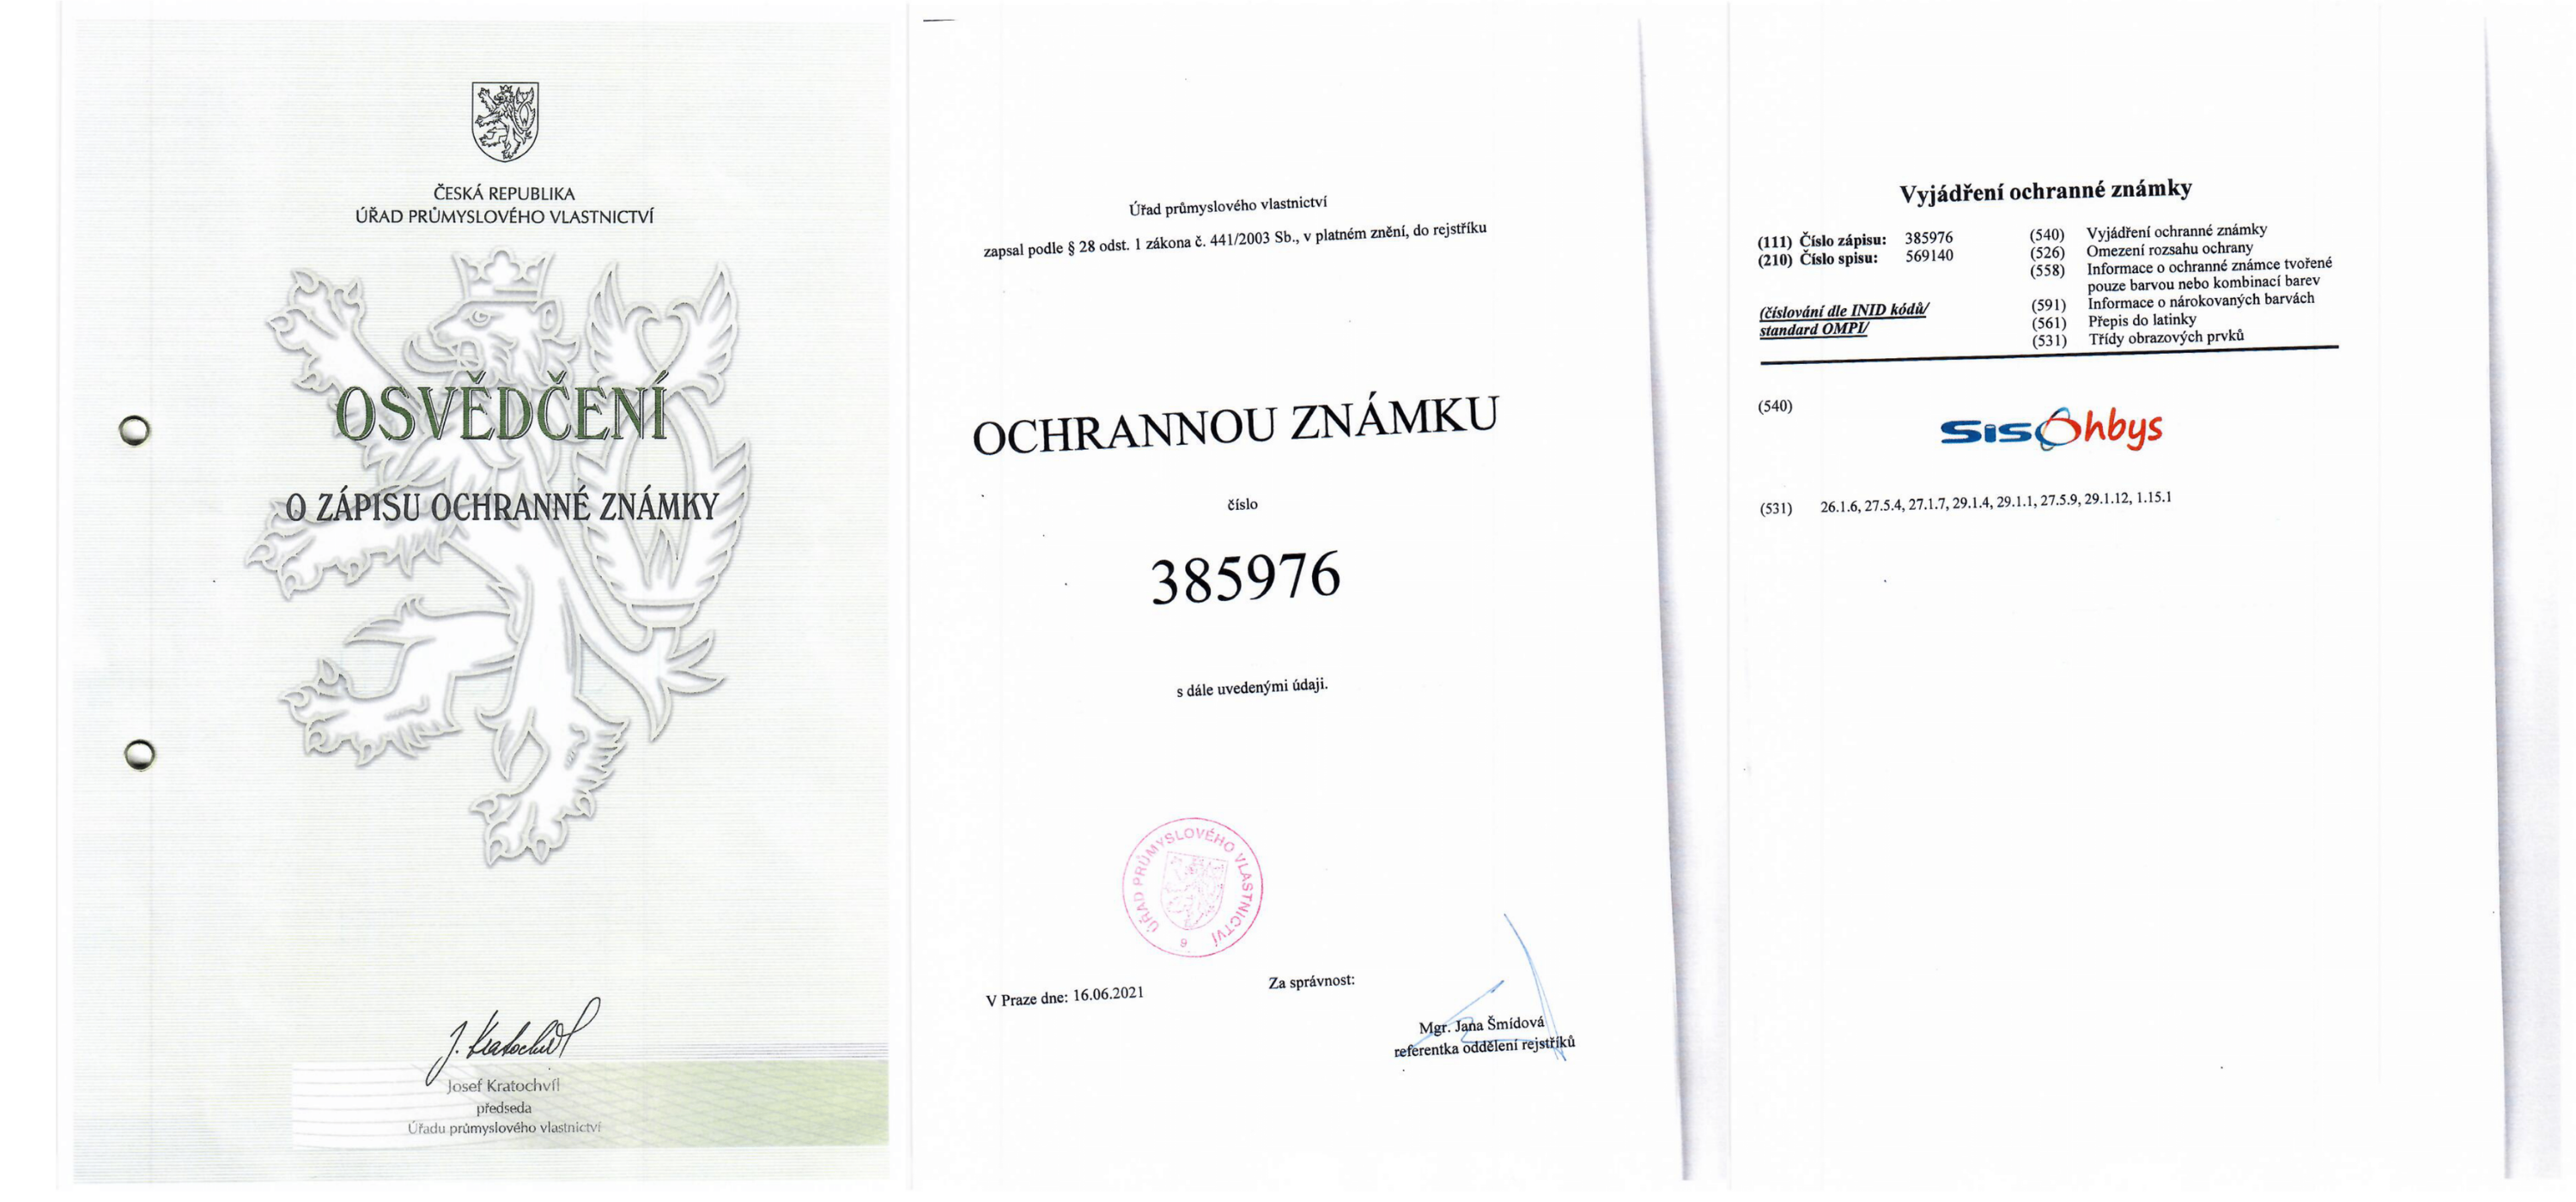 ČESKÁ REPUBLIKA
ÚŘAD PRŮMYSLOVÉHO VLASTNICTVÍ
OSVĚDČENÍ
O ZÁPISU OCHRANNÉ ZNÁMKY
J. Kratochvíl
Josef Kratochvíl
předseda
Úřadu průmyslového vlastnictví
Úřad průmyslového vlastnictví
zapsal podle § 28 odst. 1 zákona č. 441/2003 Sb., v platném znění, do rejstříku
OCHRANNOU ZNÁMKU
číslo
385976
s dále uvedenými údaji.
ÚŘAD PRŮMYSLOVÉHO VLASTNICTVÍ
9
V Praze dne: 16.06.2021
Za správnost:
Mgr. Jana Šmídová
referentka oddělení rejstříků
Vyjádření ochranné známky
(111) Číslo zápisu: 385976
(210) Číslo spisu: 569140
(číslování dle INID kódů/
standard OMPI/
(540) Vyjádření ochranné známky
(526) Omezení rozsahu ochrany
(558) Informace o ochranné známce tvořené
pouze barvou nebo kombinací barev
(591) Informace o nárokovaných barvách
(561) Přepis do latinky
(531) Třídy obrazových prvků
(540)
SisOhbys
(531) 26.1.6, 27.5.4, 27.1.7, 29.1.4, 29.1.1, 27.5.9, 29.1.12, 1.15.1